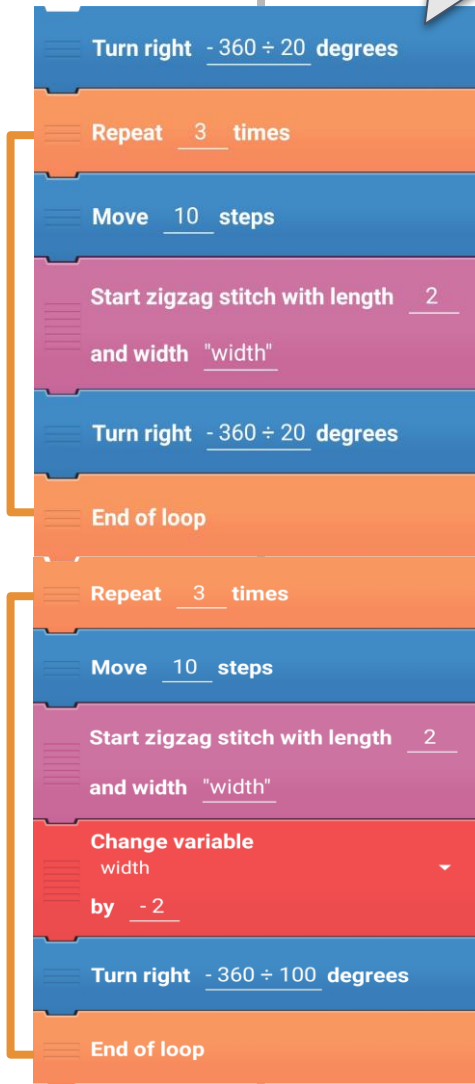 Turn right - 360 ÷ 20 degrees
Repeat 3 times
Move 10 steps
Start zigzag stitch with length 2
and width "width"
Turn right - 360 ÷ 20 degrees
End of loop
Repeat 3 times
Move 10 steps
Start zigzag stitch with length 2
and width "width"
Change variable
width
by - 2
Turn right - 360 ÷ 100 degrees
End of loop